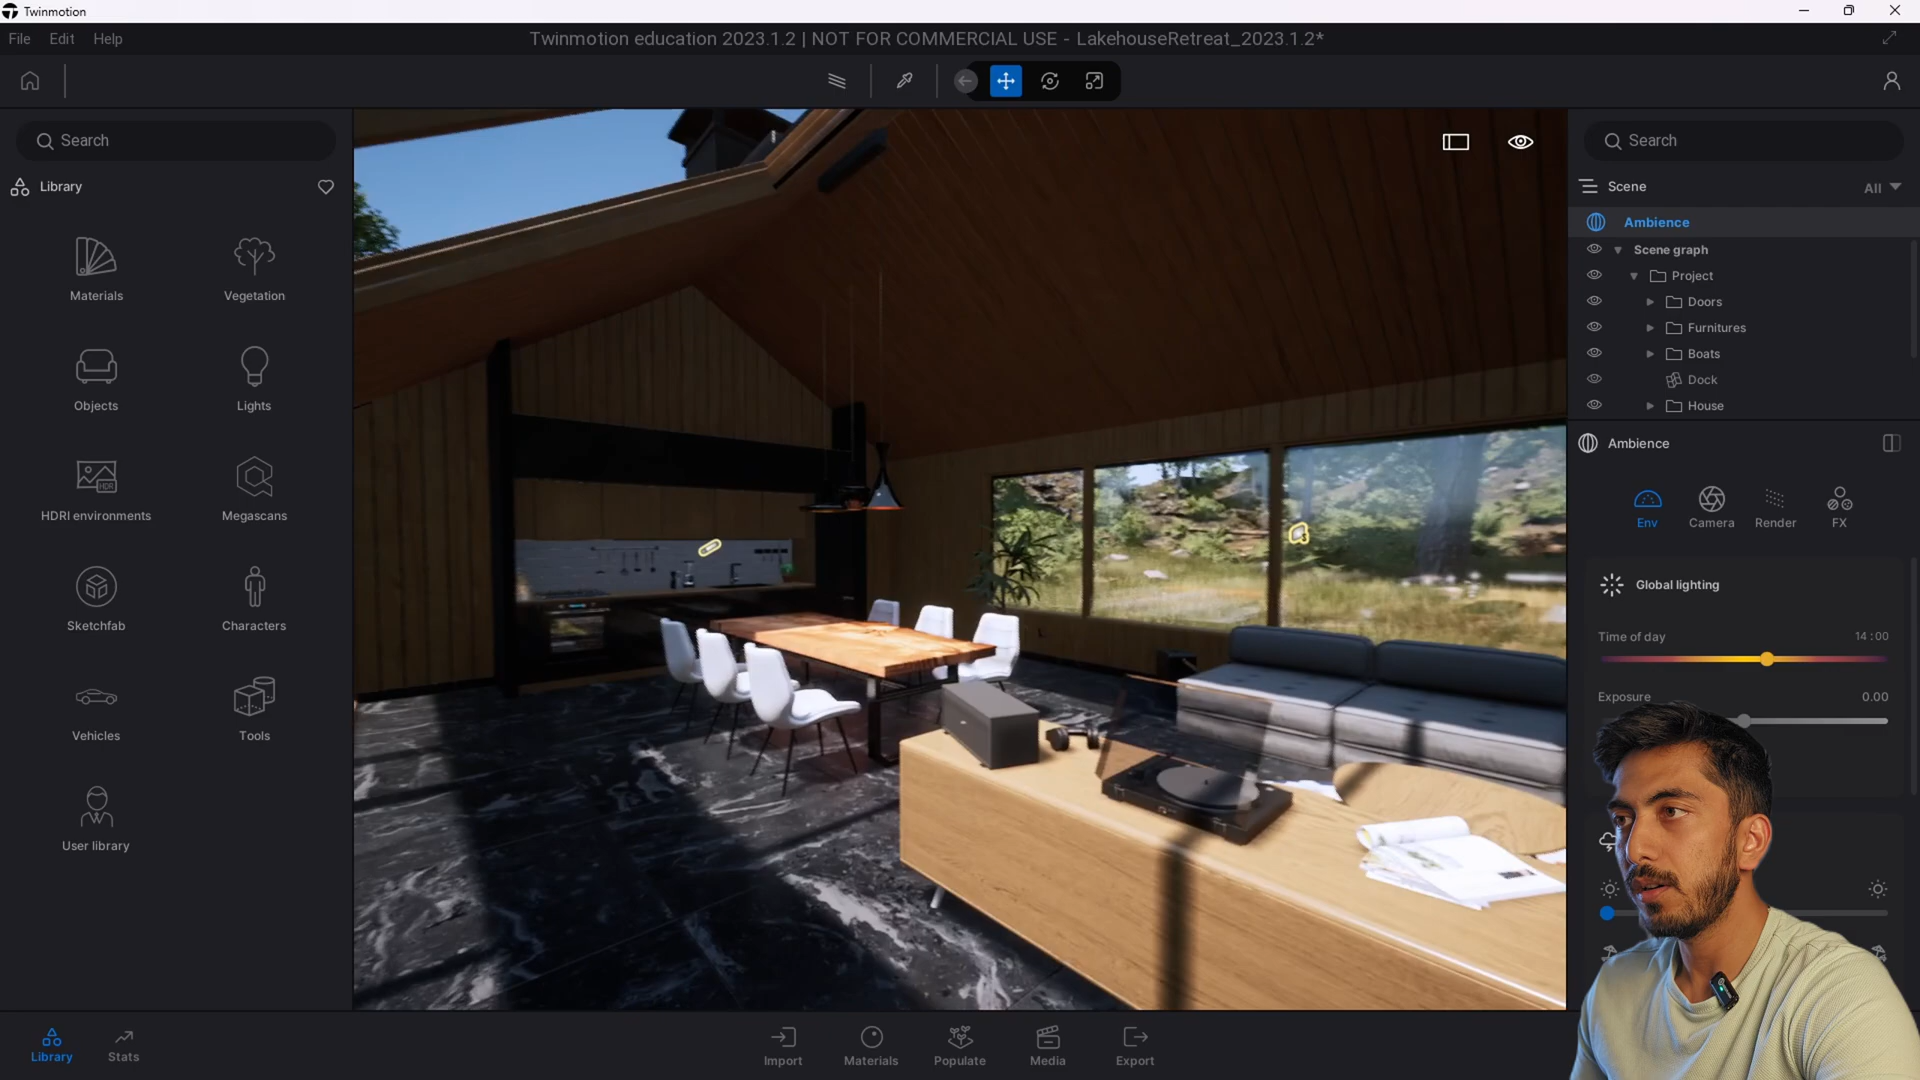 Twinmotion
File Edit Help
Twinmotion education 2023.1.2 | NOT FOR COMMERCIAL USE - LakehouseRetreat_2023.1.2*
Search
Library
Materials
Vegetation
Objects
Lights
HDR
HDRI environments
Megascans
Sketchfab
Characters
Vehicles
Tools
User library
Search
Scene
All
Ambience
Scene graph
Project
Doors
Furnitures
Boats
Dock
House
Ambience
Env
Camera
Render
FX
Global lighting
Time of day
14:00
Exposure
0.00
Library
Stats
Import
Materials
Populate
Media
Export